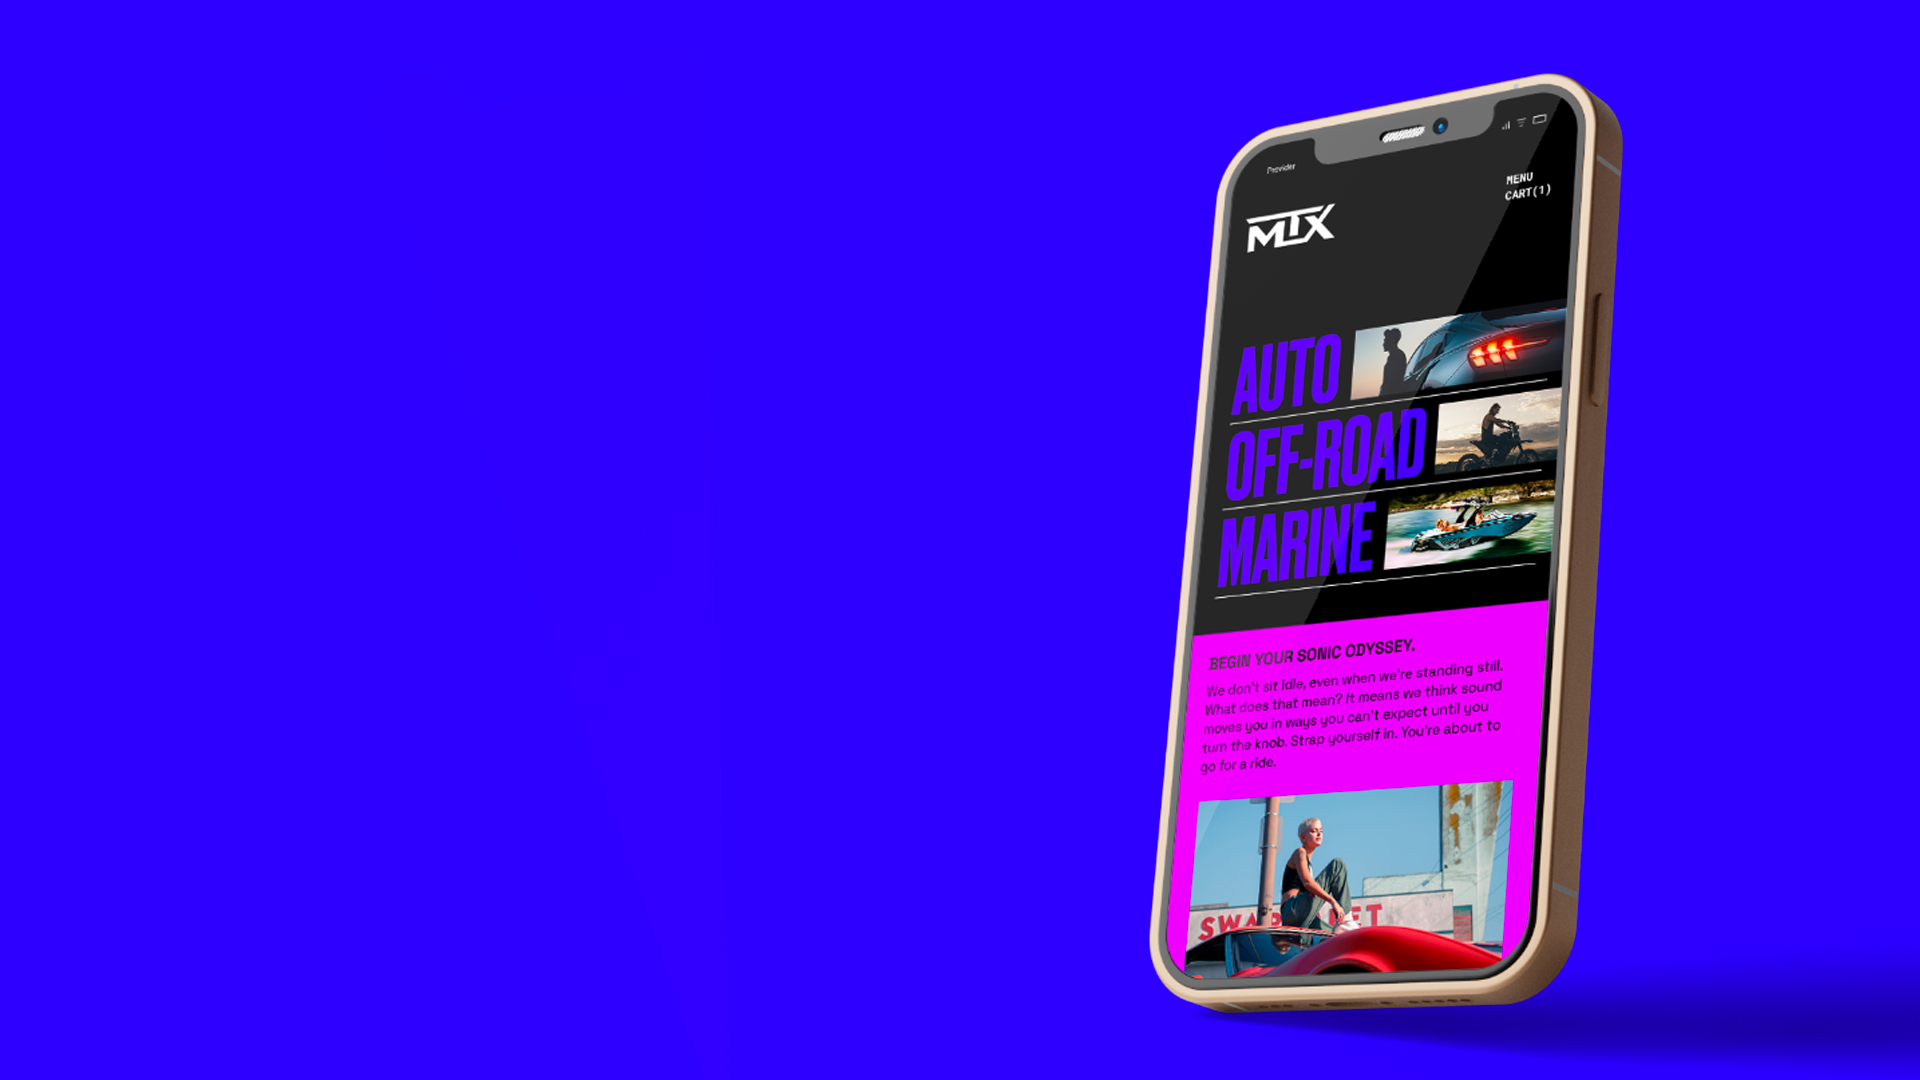 Provider
MENU
CART(1)
MTX
AUTO
OFF-ROAD
MARINE
BEGIN YOUR SONIC ODYSSEY.
We don't sit idle, even when we're standing still.
What does that mean? It means we think sound
moves you in ways you can't expect until you
turn the knob. Strap yourself in. You're about to
go for a ride.
SWAP
ET